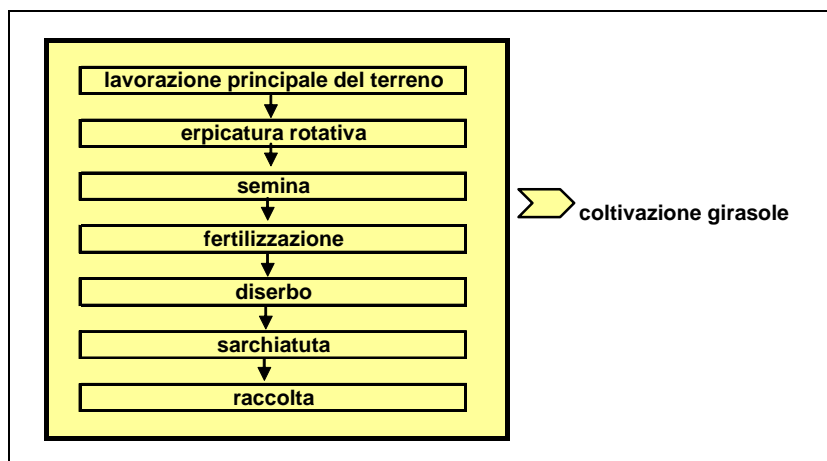 lavorazione principale del terreno
erpicatura rotativa
semina
fertilizzazione
diserbo
sarchiatuta
raccolta
coltivazione girasole